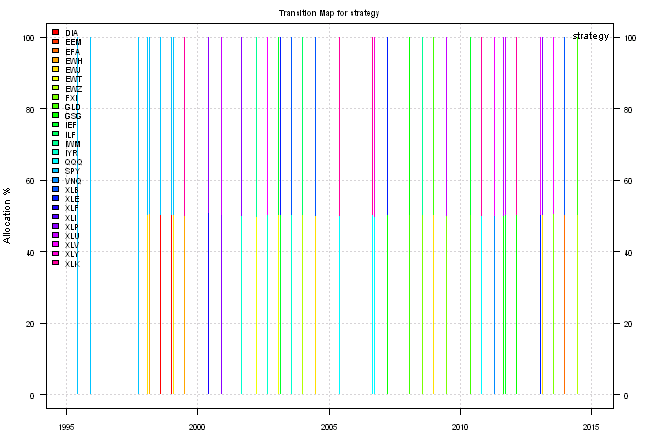 Transition Map for strategy
strategy
Allocation %
100
80
60
40
20
0
100
80
60
40
20
0
DIA
EEM
EFA
EWH
EWJ
EWT
EWZ
FXI
GLD
GSG
IEF
ILF
IWM
IYR
QQQ
SPY
VNQ
XLB
XLE
XLF
XLI
XLP
XLU
XLV
XLY
XLK
1995
2000
2005
2010
2015